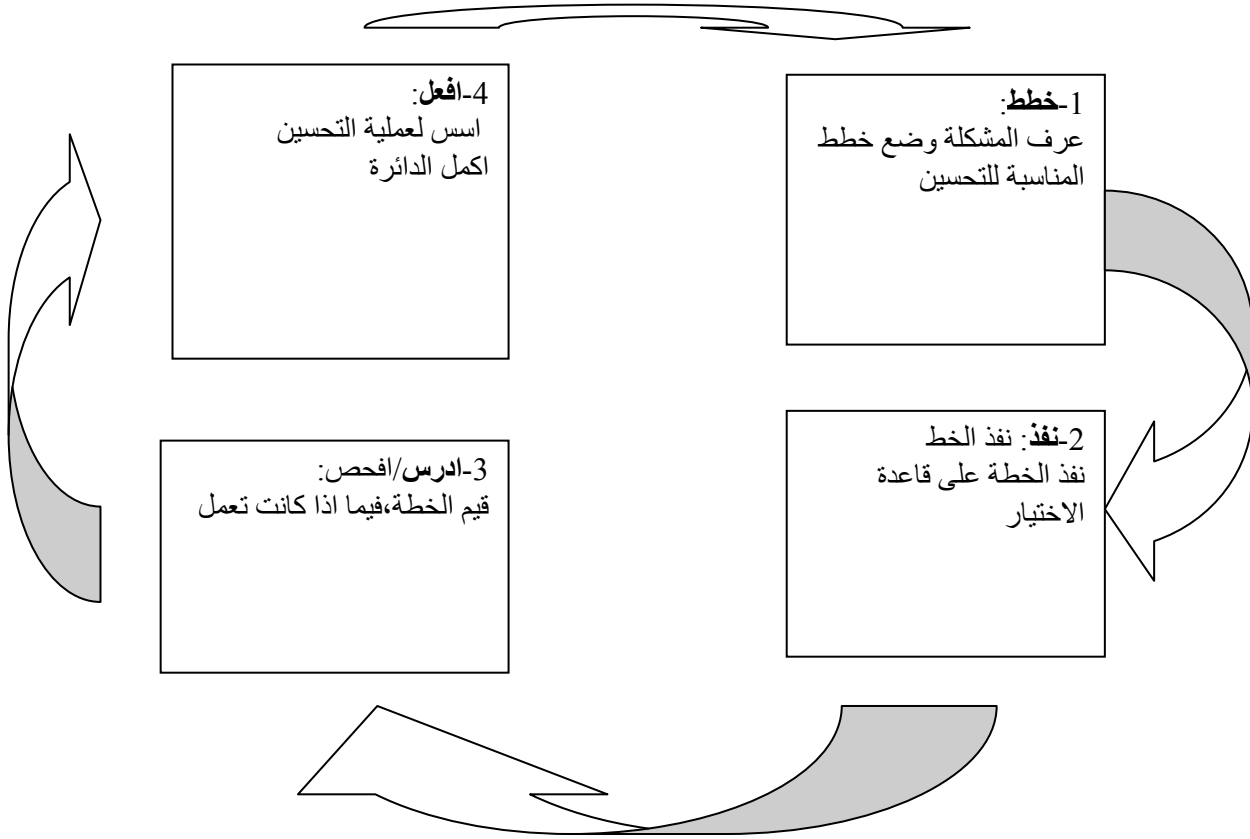 1-خطط:
عرف المشكلة وضع خطط
المناسبة للتحسين
2-نفذ: نفذ الخط
نفذ الخطة على قاعدة
الاختيار
3-ادرس/افحص:
قيم الخطة،فيما اذا كانت تعمل
4-افعل:
اسس لعملية التحسين
اكمل الدائرة